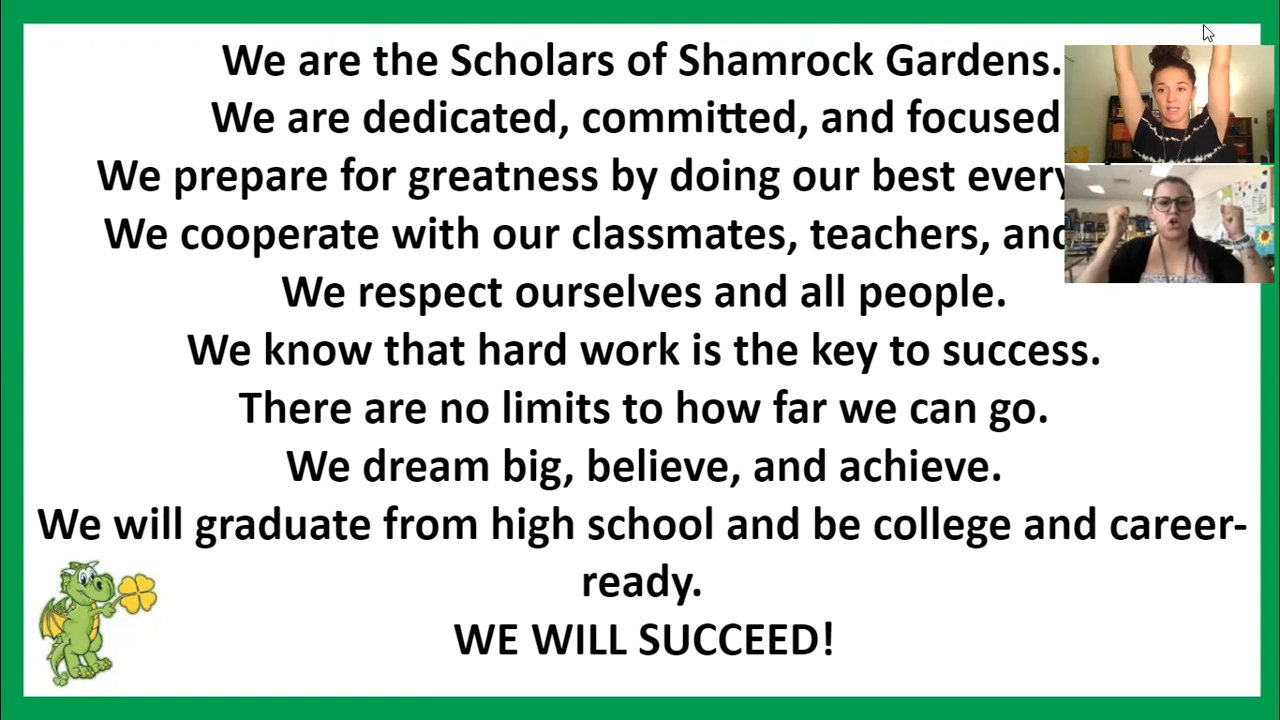 We are the Scholars of Shamrock Gardens.
We are dedicated, committed, and focused
We prepare for greatness by doing our best every
We cooperate with our classmates, teachers, and
We respect ourselves and all people.
We know that hard work is the key to success.
There are no limits to how far we can go.
We dream big, believe, and achieve.
We will graduate from high school and be college and career-
ready.
WE WILL SUCCEED!